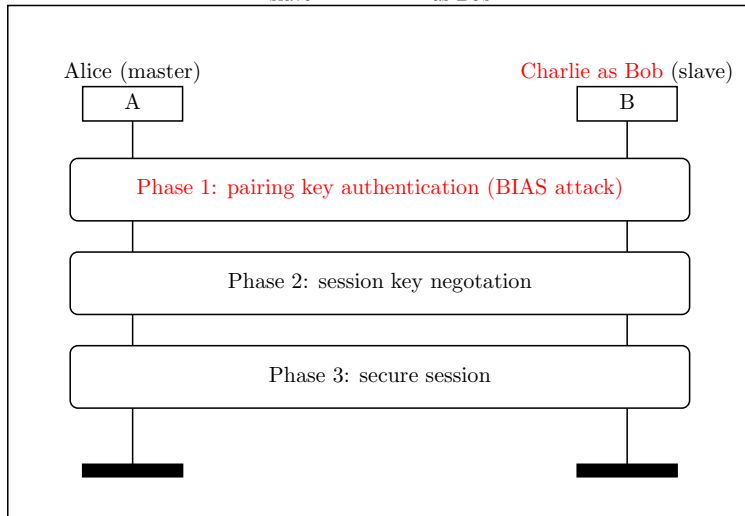 Alice (master)
Charlie as Bob (slave)
A
B
Phase 1: pairing key authentication (BIAS attack)
Phase 2: session key negotation
Phase 3: secure session